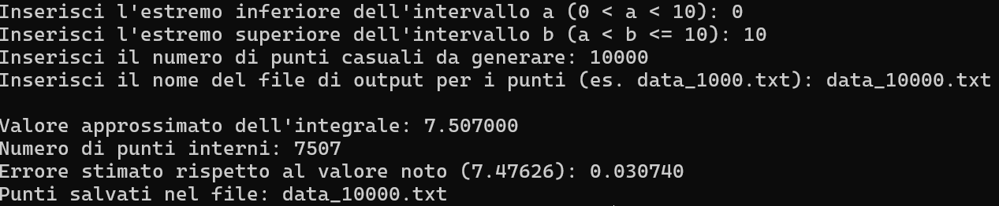 Inserisci l'estremo inferiore dell'intervallo a (0 < a < 10): 0
Inserisci l'estremo superiore dell'intervallo b (a < b <= 10): 10
Inserisci il numero di punti casuali da generare: 10000
Inserisci il nome del file di output per i punti (es. data_1000.txt): data_10000.txt
Valore approssimato dell'integrale: 7.507000
Numero di punti interni: 7507
Errore stimato rispetto al valore noto (7.47626): 0.030740
Punti salvati nel file: data_10000.txt